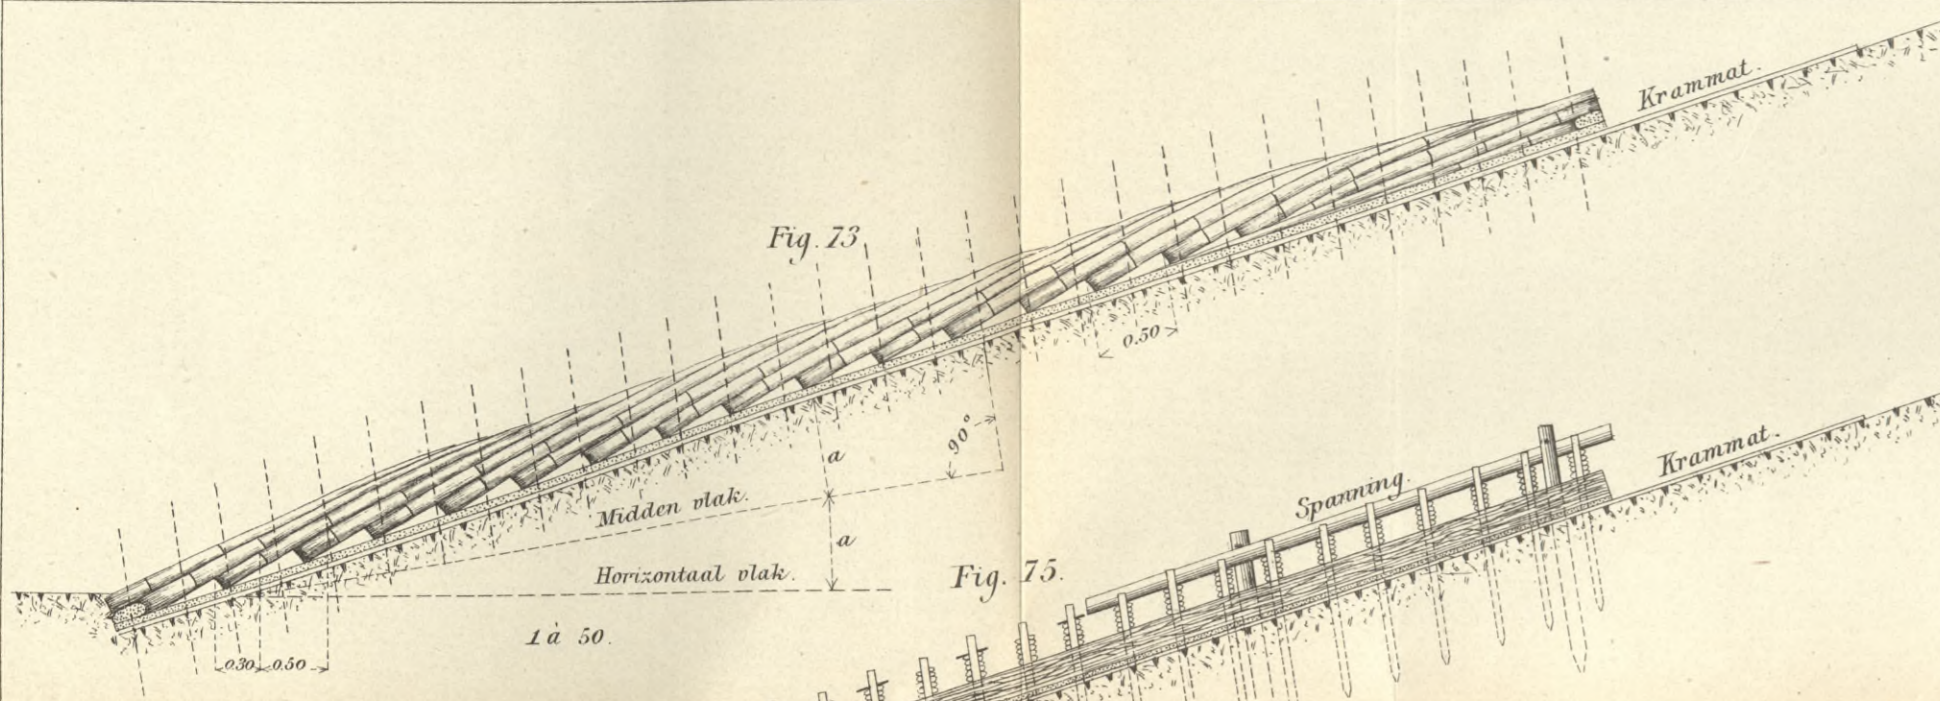 Krammat.
Fig. 73.
0.50
90°
a
Midden vlak.
a
Horizontaal vlak.
1 à 50.
0.30 0.50
Krammat.
Spanning.
Fig. 75.